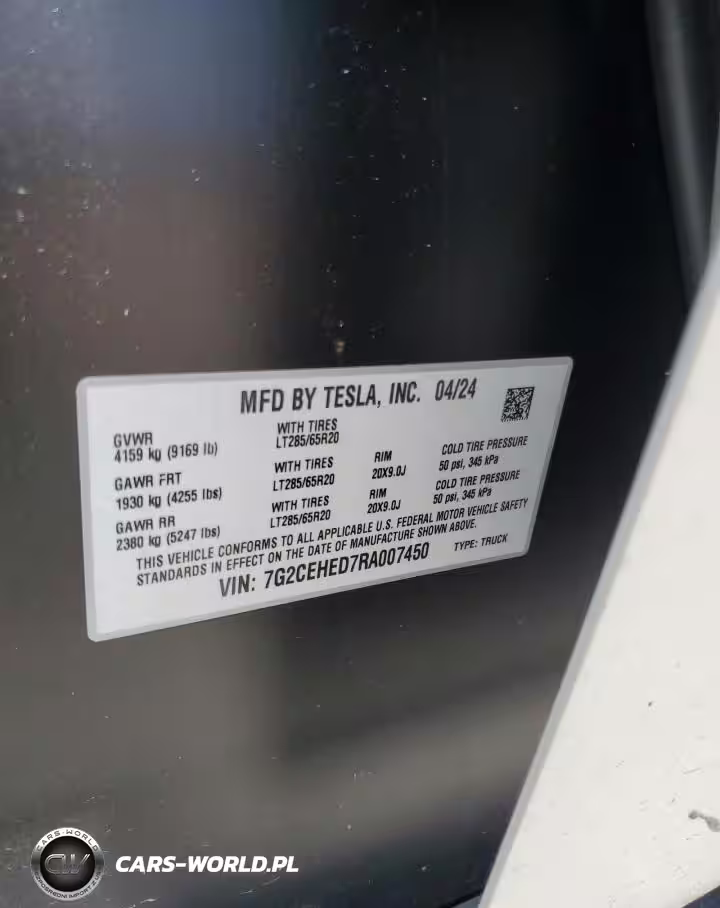 MFD BY TESLA, INC. 04/24
GVWR
4159 kg (9169 lb)
WITH TIRES
LT285/65R20
GAWR FRT
1930 kg (4255 lbs)
WITH TIRES
LT285/65R20
RIM
20X9.0J
COLD TIRE PRESSURE
50 psi, 345 kPa
GAWR RR
2380 kg (5247 lbs)
WITH TIRES
LT285/65R20
RIM
20X9.0J
COLD TIRE PRESSURE
50 psi, 345 kPa
THIS VEHICLE CONFORMS TO ALL APPLICABLE U.S. FEDERAL MOTOR VEHICLE SAFETY
STANDARDS IN EFFECT ON THE DATE OF MANUFACTURE SHOWN ABOVE.
VIN: 7G2CEHED7RA007450
TYPE: TRUCK
CARS-WORLD
CW
CARS-WORLD.PL